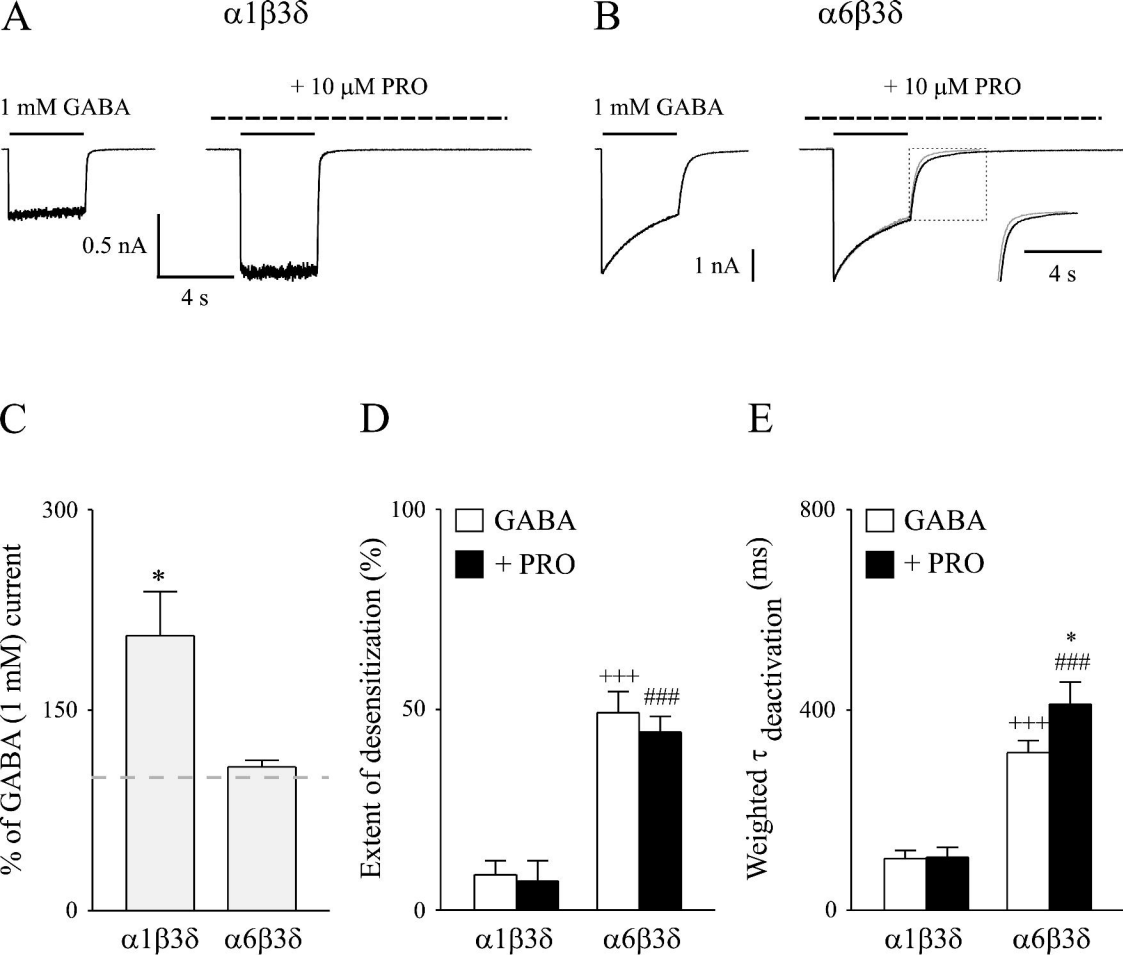 A
α1β3δ
B
α6β3δ
+ 10 µM PRO
1 mM GABA
0.5 nA
4 s
+ 10 µM PRO
1 mM GABA
1 nA
4 s
C
% of GABA (1 mM) current
300
150
0
*
α1β3δ
α6β3δ
D
Extent of desensitization (%)
100
50
0
GABA
+ PRO
+++
###
α1β3δ
α6β3δ
E
Weighted τ deactivation (ms)
800
400
0
GABA
+ PRO
*
###
+++
α1β3δ
α6β3δ